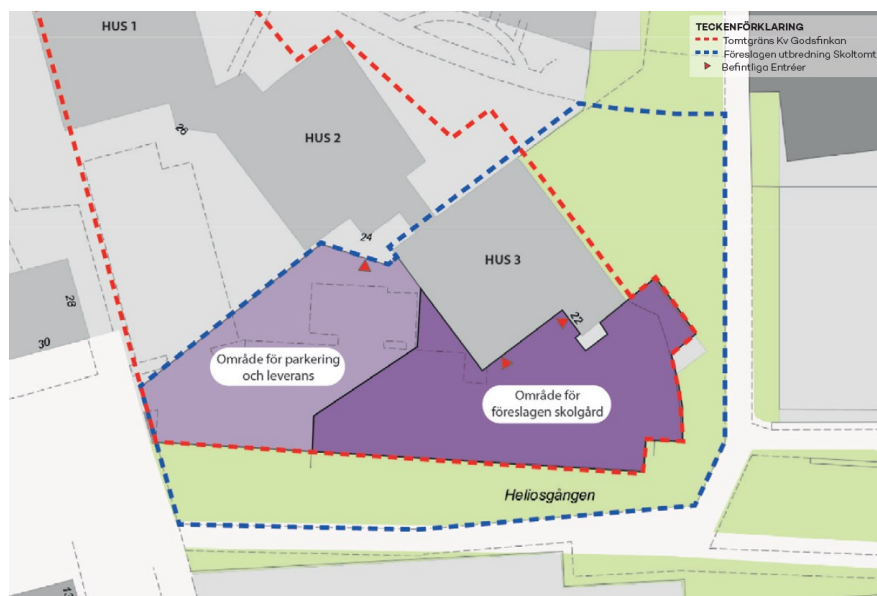 HUS 1
TECKENFÖRKLARING
Tomtgräns Kv Godsfinkan
Föreslagen utbredning Skoltomt
Befintliga Entréer
26
HUS 2
24
HUS 3
28
30
22
Område för parkering
och leverans
Område för
föreslagen skolgård
Heliosgången
13